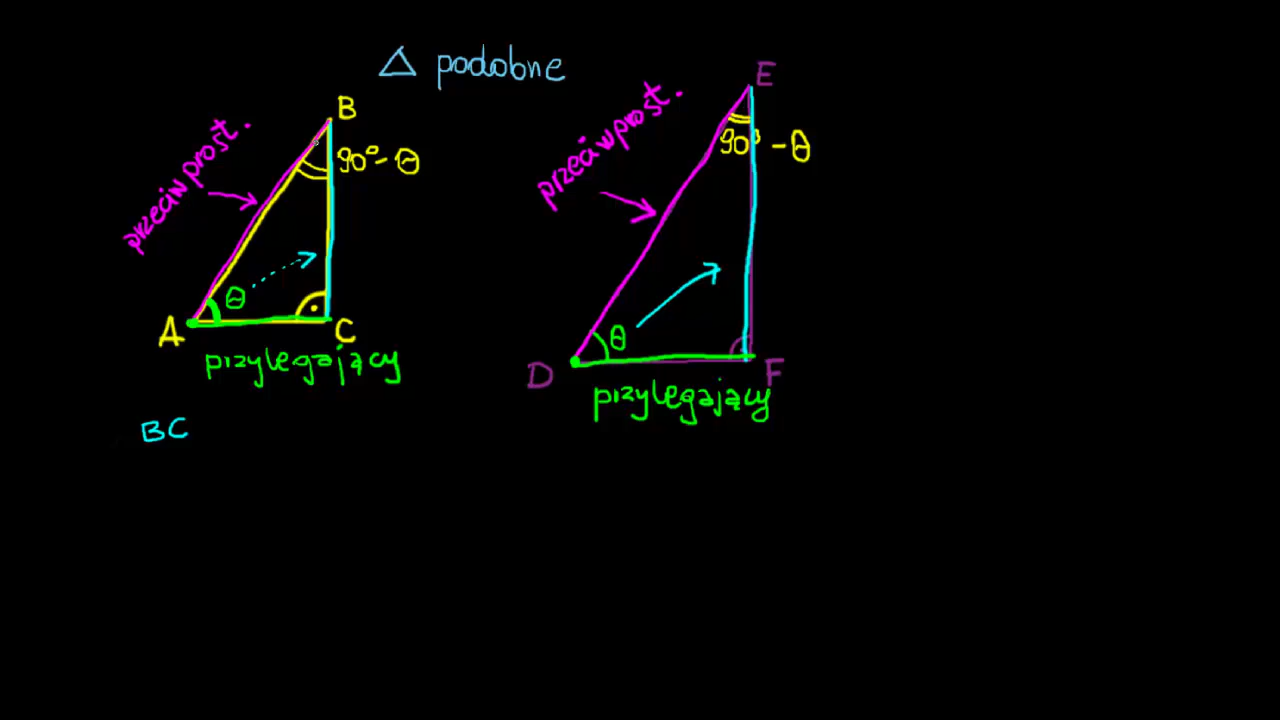 △ podobne
E
B
przeciwprost.
90° - θ
przeciwprost.
90° - θ
θ
A
C
przylegający
θ
D
F
przylegający
BC